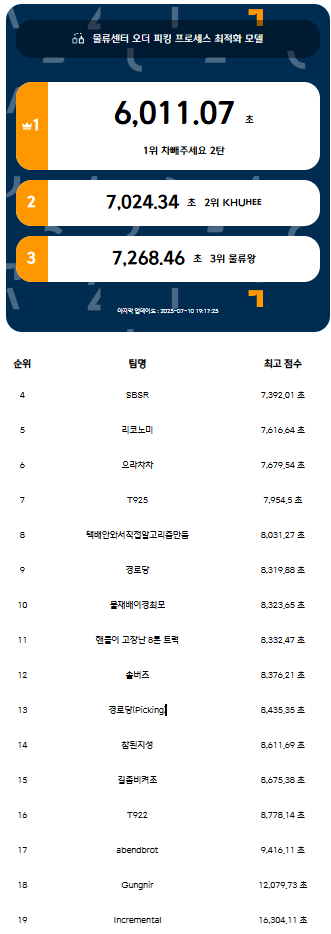 물류센터 오더 피킹 프로세스 최적화 모델
1
6,011.07 초
1위 차빼주세요 2탄
2 7,024.34 초 2위 KHUHEE
3 7,268.46 초 3위 물류왕
마지막 업데이트 : 2025-07-10 19:17:25
순위 팀명 최고 점수
4 SBSR 7,392.01 초
5 리코노미 7,616.64 초
6 으라차차 7,679.54 초
7 T925 7,954.5 초
8 택배안와서직접알고리즘만듦 8,031.27 초
9 경로당 8,319.88 초
10 물재배이경최모 8,323.65 초
11 핸들이 고장난 8톤 트럭 8,332.47 초
12 솔버즈 8,376.21 초
13 경로당(Picking) 8,435.35 초
14 참된지성 8,611.69 초
15 길좀비켜조 8,675.38 초
16 T922 8,778.14 초
17 abendbrot 9,416.11 초
18 Gungnir 12,079.73 초
19 Incremental 16,304.11 초